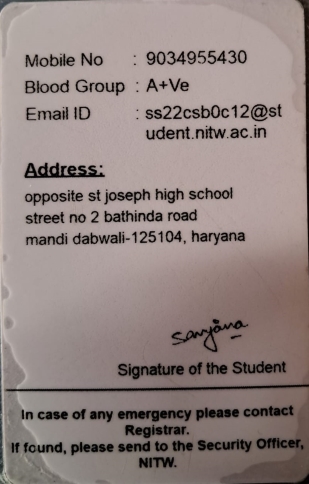 Mobile No : 9034955430
Blood Group : A+Ve
Email ID : ss22csb0c12@st
udent.nitw.ac.in
Address:
opposite st joseph high school
street no 2 bathinda road
mandi dabwali-125104, haryana
Sanjana
Signature of the Student
In case of any emergency please contact
Registrar.
If found, please send to the Security Officer,
NITW.